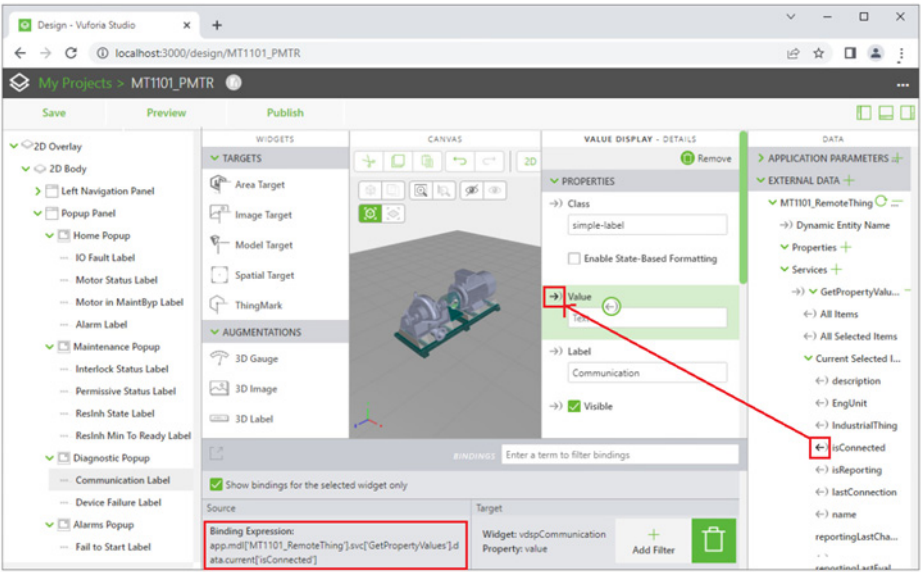 Design - Vuforia Studio
localhost:3000/design/MT1101_PMTR
My Projects > MT1101_PMTR
Save
Preview
Publish
2D Overlay
2D Body
Left Navigation Panel
Popup Panel
Home Popup
IO Fault Label
Motor Status Label
Motor in MaintByp Label
Alarm Label
Maintenance Popup
Interlock Status Label
Permissive Status Label
ResInh State Label
ResInh Min To Ready Label
Diagnostic Popup
Communication Label
Device Failure Label
Alarms Popup
Fail to Start Label
WIDGETS
TARGETS
Area Target
Image Target
Model Target
Spatial Target
ThingMark
AUGMENTATIONS
3D Gauge
3D Image
3D Label
CANVAS
2D
VALUE DISPLAY - DETAILS
Remove
PROPERTIES
Class
simple-label
Enable State-Based Formatting
Value
Text
Label
Communication
Visible
DATA
APPLICATION PARAMETERS
EXTERNAL DATA
MT1101_RemoteThing
Dynamic Entity Name
Properties
Services
GetPropertyValu...
All Items
All Selected Items
Current Selected I...
description
EngUnit
IndustrialThing
isConnected
isReporting
lastConnection
name
reportingLastCha...
reportingLastEval
BINDINGS
Enter a term to filter bindings
Show bindings for the selected widget only
Source
Target
Binding Expression:
app.mdl['MT1101_RemoteThing'].svc['GetPropertyValues'].d
ata.current['isConnected']
Widget: vdspCommunication
Property: value
Add Filter